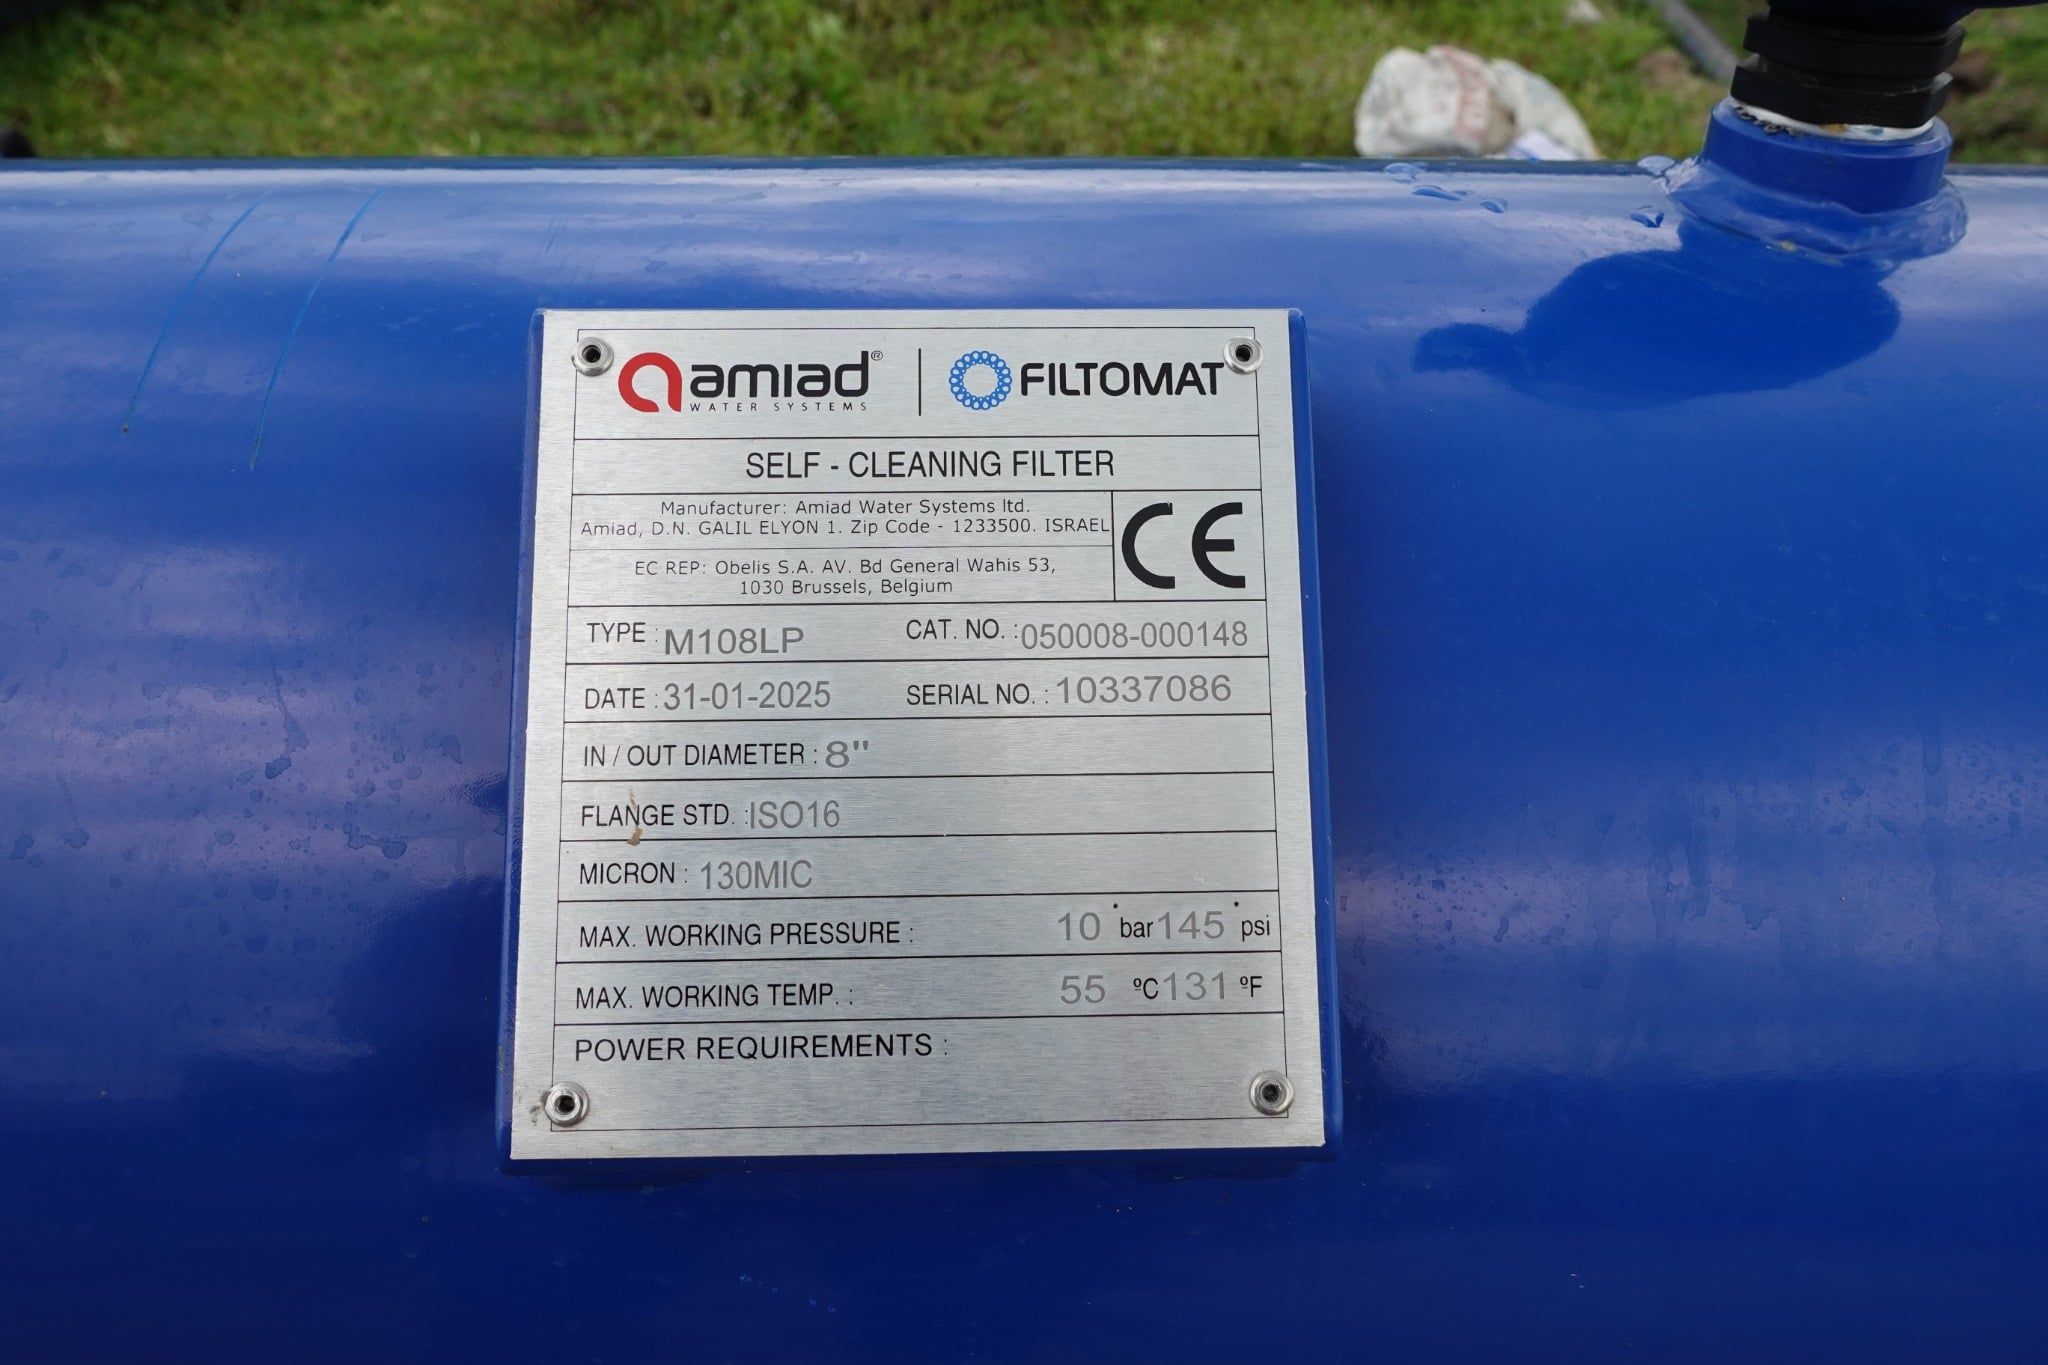 amiad® FILTOMAT
WATER SYSTEMS
SELF - CLEANING FILTER
Manufacturer: Amiad Water Systems ltd.
Amiad, D.N. GALIL ELYON 1. Zip Code - 1233500. ISRAEL
CE
EC REP: Obelis S.A. AV. Bd General Wahis 53,
1030 Brussels, Belgium
TYPE : M108LP CAT. NO. : 050008-000148
DATE : 31-01-2025 SERIAL NO. : 10337086
IN / OUT DIAMETER : 8"
FLANGE STD. : ISO16
MICRON : 130MIC
MAX. WORKING PRESSURE : 10 *bar 145 *psi
MAX. WORKING TEMP. : 55 ºC 131 ºF
POWER REQUIREMENTS :